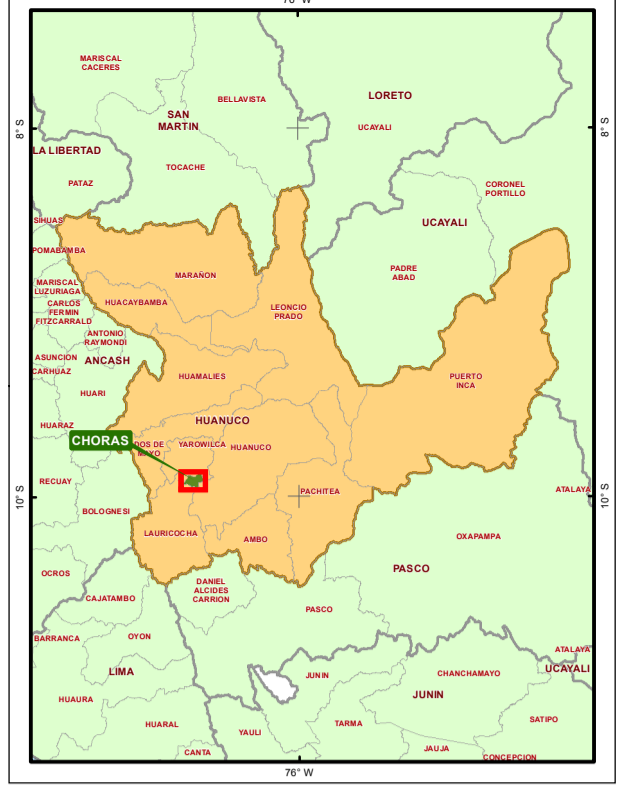 76° W
MARISCAL
CACERES
BELLAVISTA
LORETO
SAN
MARTIN
UCAYALI
8° S
8° S
LA LIBERTAD
TOCACHE
PATAZ
CORONEL
PORTILLO
SIHUAS
UCAYALI
POMABAMBA
PADRE
ABAD
MARAÑON
MARISCAL
LUZURIAGA
HUACAYBAMBA
LEONCIO
PRADO
CARLOS
FERMIN
FITZCARRALD
ANTONIO
RAYMONDI
ASUNCION
ANCASH
CARHUAZ
HUAMALIES
PUERTO
INCA
HUARI
HUANUCO
HUARAZ
CHORAS
DOS DE
MAYO
YAROWILCA
HUANUCO
RECUAY
PACHITEA
ATALAYA
10° S
10° S
BOLOGNESI
LAURICOCHA
AMBO
OXAPAMPA
PASCO
OCROS
DANIEL
ALCIDES
CARRION
CAJATAMBO
PASCO
BARRANCA
OYON
ATALAYA
UCAYALI
LIMA
JUNIN
CHANCHAMAYO
JUNIN
HUAURA
SATIPO
HUARAL
YAULI
TARMA
JAUJA
CANTA
CONCEPCION
76° W